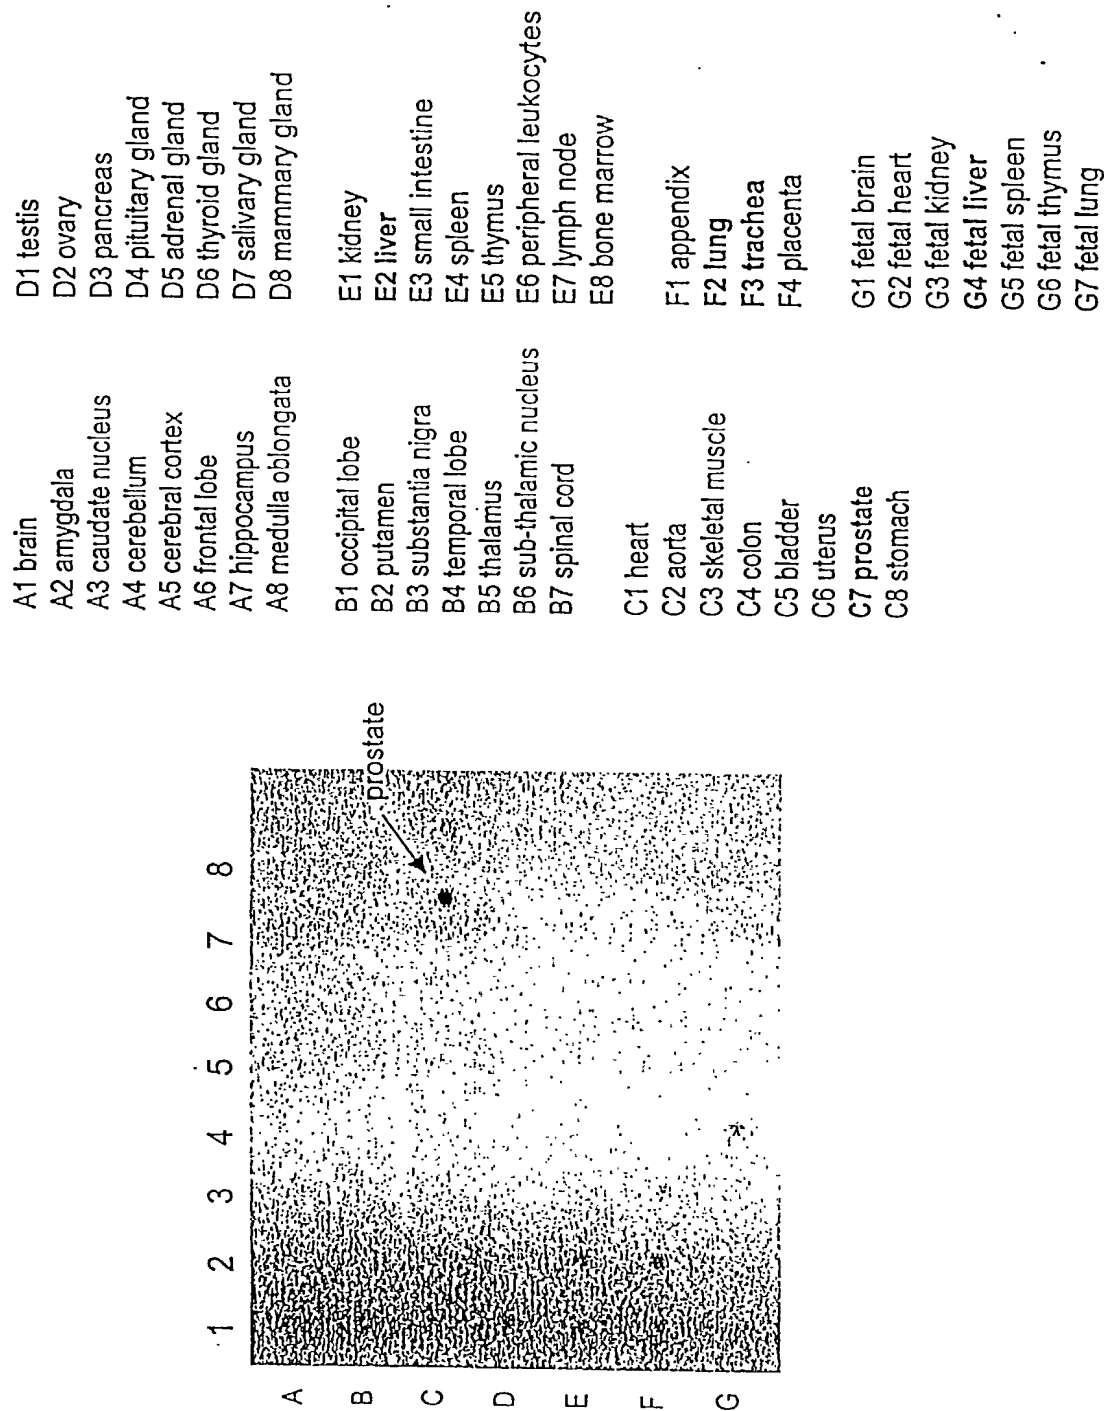 A1 brain
A2 amygdala
A3 caudate nucleus
A4 cerebellum
A5 cerebral cortex
A6 frontal lobe
A7 hippocampus
A8 medulla oblongata
B1 occipital lobe
B2 putamen
B3 substantia nigra
B4 temporal lobe
B5 thalamus
B6 sub-thalamic nucleus
B7 spinal cord
C1 heart
C2 aorta
C3 skeletal muscle
C4 colon
C5 bladder
C6 uterus
C7 prostate
C8 stomach
D1 testis
D2 ovary
D3 pancreas
D4 pituitary gland
D5 adrenal gland
D6 thyroid gland
D7 salivary gland
D8 mammary gland
E1 kidney
E2 liver
E3 small intestine
E4 spleen
E5 thymus
E6 peripheral leukocytes
E7 lymph node
E8 bone marrow
F1 appendix
F2 lung
F3 trachea
F4 placenta
G1 fetal brain
G2 fetal heart
G3 fetal kidney
G4 fetal liver
G5 fetal spleen
G6 fetal thymus
G7 fetal lung
1 2 3 4 5 6 7 8
A
B
prostate
C
D
E
F
G